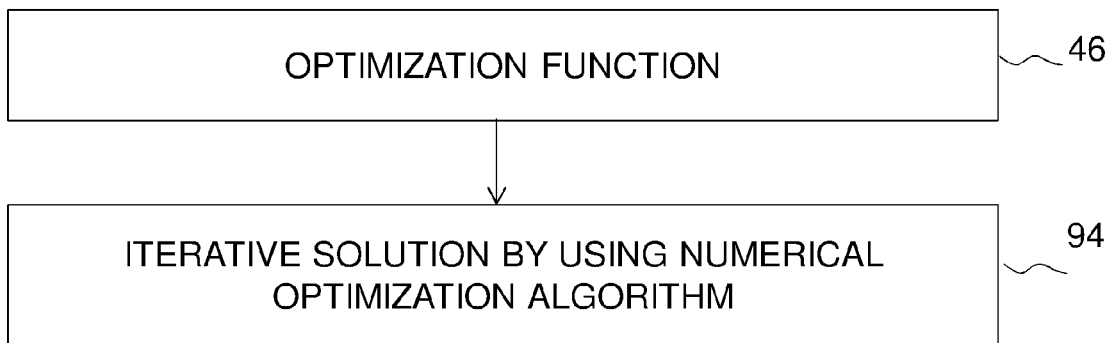 OPTIMIZATION FUNCTION
46
ITERATIVE SOLUTION BY USING NUMERICAL
OPTIMIZATION ALGORITHM
94